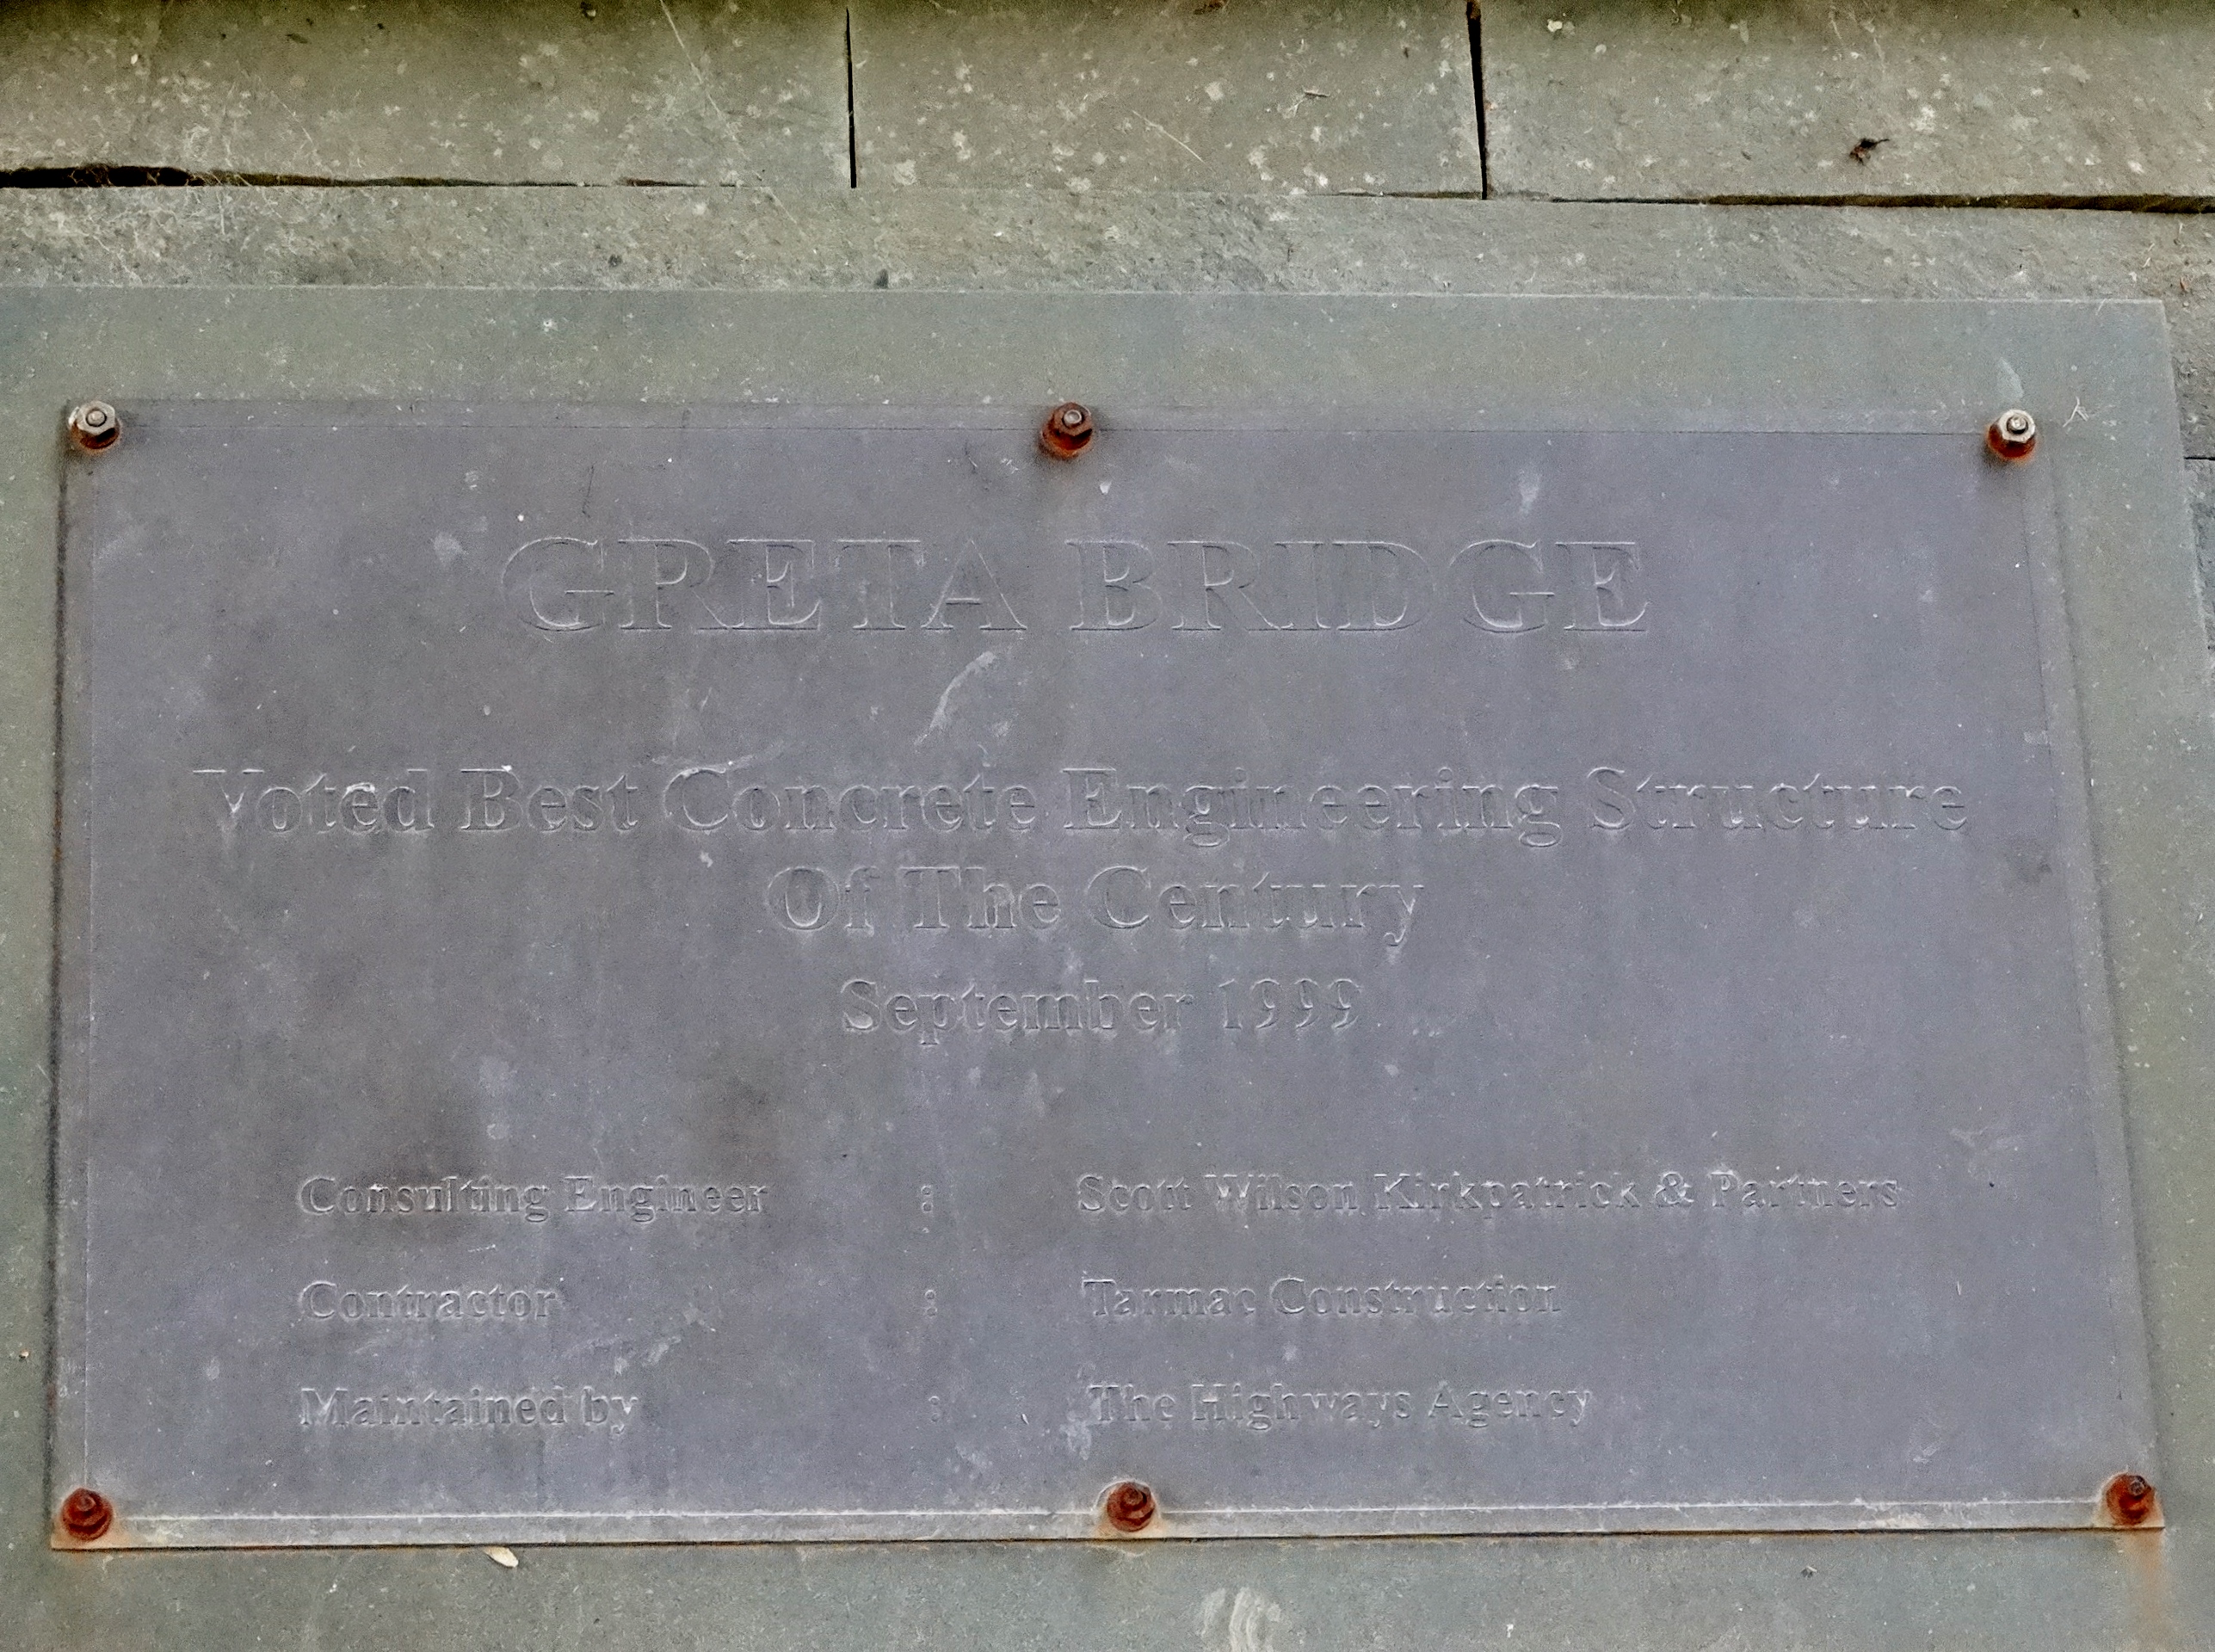 GRETA BRIDGE
Voted Best Concrete Engineering Structure
Of The Century
September 1999
Consulting Engineer : Scott Wilson Kirkpatrick & Partners
Contractor : Tarmac Construction
Maintained by : The Highways Agency